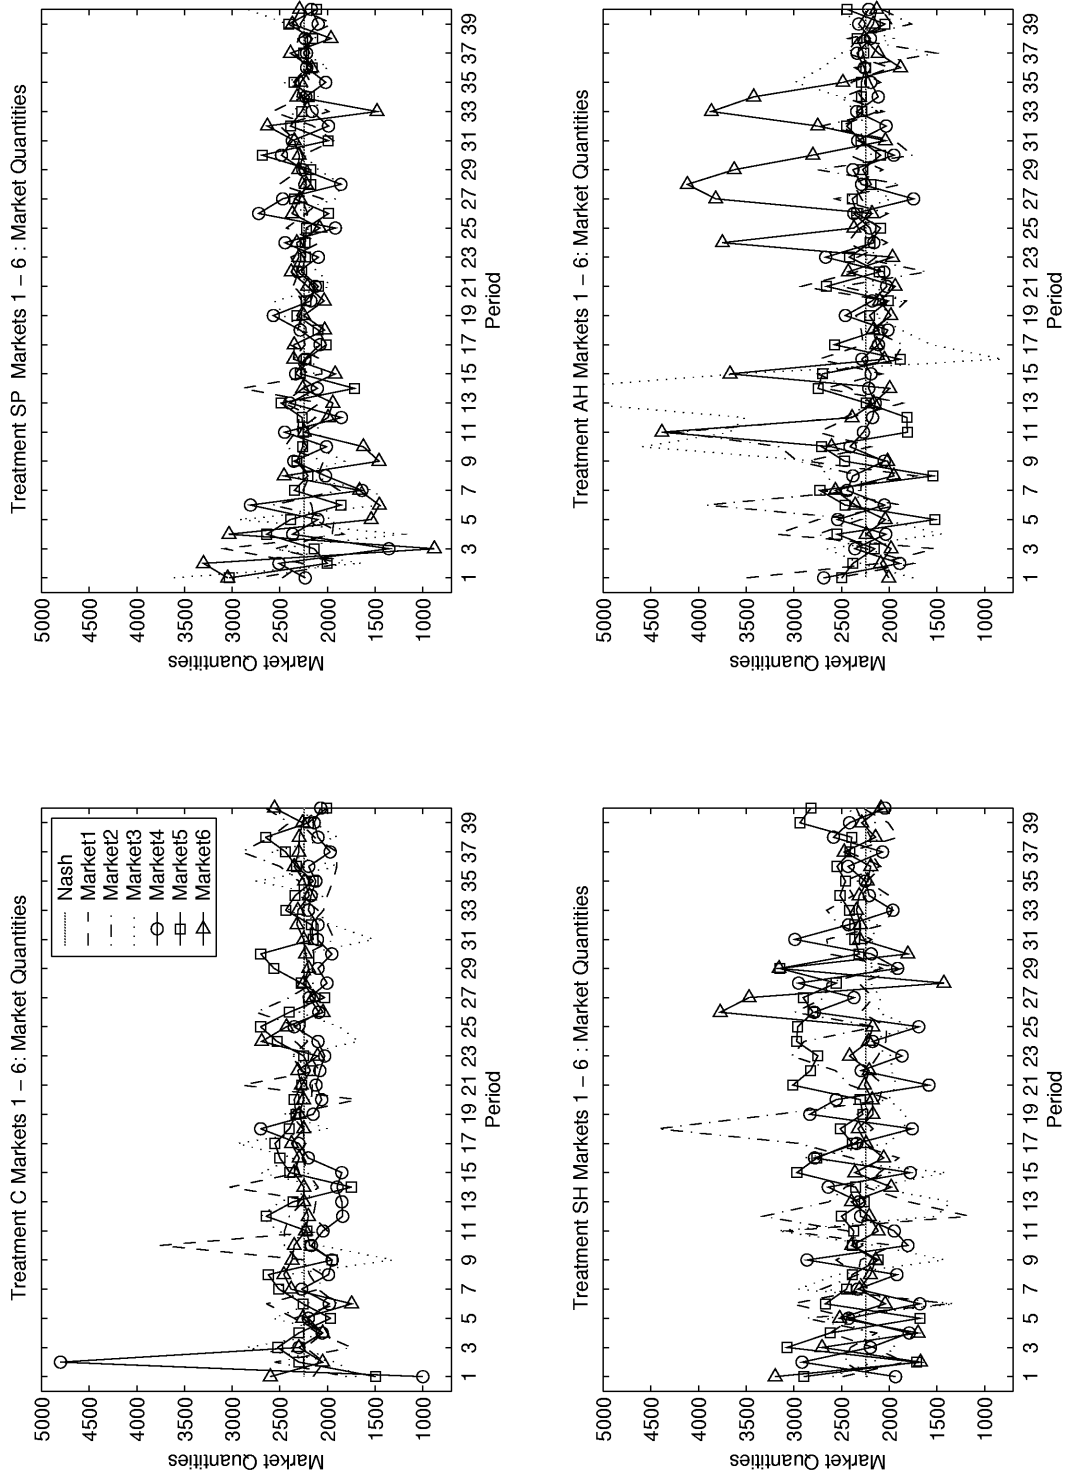 Treatment C Markets 1 – 6: Market Quantities
5000
4500
4000
3500
3000
2500
2000
1500
1000
Market Quantities
1 3 5 7 9 11 13 15 17 19 21 23 25 27 29 31 33 35 37 39
Period
Nash
Market1
Market2
Market3
Market4
Market5
Market6
Treatment SP Markets 1 – 6 : Market Quantities
5000
4500
4000
3500
3000
2500
2000
1500
1000
Market Quantities
1 3 5 7 9 11 13 15 17 19 21 23 25 27 29 31 33 35 37 39
Period
Treatment SH Markets 1 – 6 : Market Quantities
5000
4500
4000
3500
3000
2500
2000
1500
1000
Market Quantities
1 3 5 7 9 11 13 15 17 19 21 23 25 27 29 31 33 35 37 39
Period
Treatment AH Markets 1 – 6: Market Quantities
5000
4500
4000
3500
3000
2500
2000
1500
1000
Market Quantities
1 3 5 7 9 11 13 15 17 19 21 23 25 27 29 31 33 35 37 39
Period